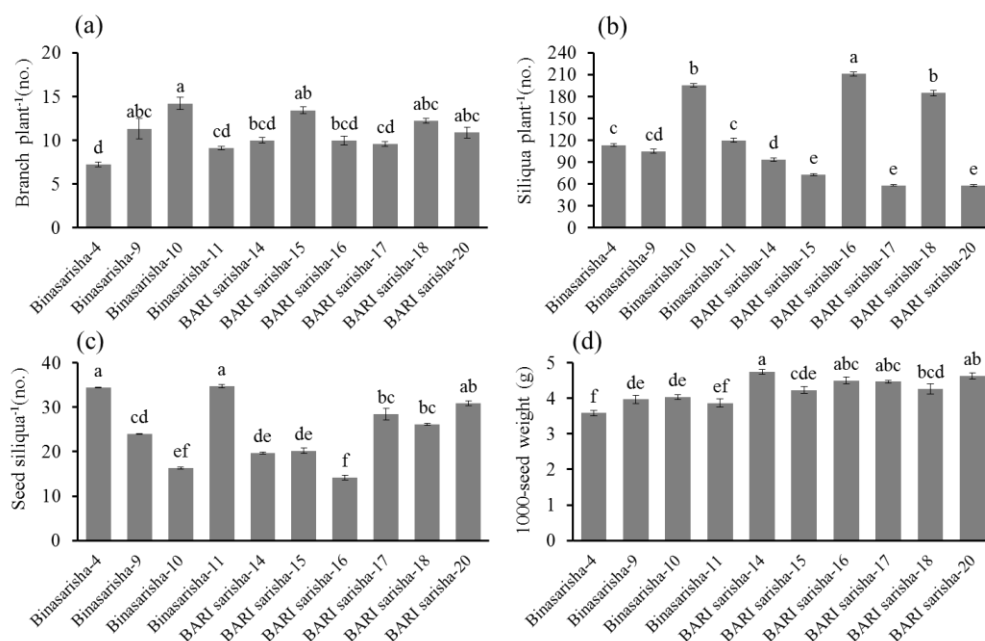 (a)
Branch plant⁻¹(no.)
20
15
10
5
0
d
abc
a
cd
bcd
ab
bcd
cd
abc
abc
Binasarisha-4
Binasarisha-9
Binasarisha-10
Binasarisha-11
BARI sarisha-14
BARI sarisha-15
BARI sarisha-16
BARI sarisha-17
BARI sarisha-18
BARI sarisha-20
(b)
Siliqua plant⁻¹(no.)
240
210
180
150
120
90
60
30
0
c
cd
b
c
d
e
a
e
b
e
Binasarisha-4
Binasarisha-9
Binasarisha-10
Binasarisha-11
BARI sarisha-14
BARI sarisha-15
BARI sarisha-16
BARI sarisha-17
BARI sarisha-18
BARI sarisha-20
(c)
Seed siliqua⁻¹(no.)
40
30
20
10
0
a
cd
ef
a
de
de
f
bc
bc
ab
Binasarisha-4
Binasarisha-9
Binasarisha-10
Binasarisha-11
BARI sarisha-14
BARI sarisha-15
BARI sarisha-16
BARI sarisha-17
BARI sarisha-18
BARI sarisha-20
(d)
1000-seed weight (g)
5
4
3
2
1
0
f
de
de
ef
a
cde
abc
abc
bcd
ab
Binasarisha-4
Binasarisha-9
Binasarisha-10
Binasarisha-11
BARI sarisha-14
BARI sarisha-15
BARI sarisha-16
BARI sarisha-17
BARI sarisha-18
BARI sarisha-20